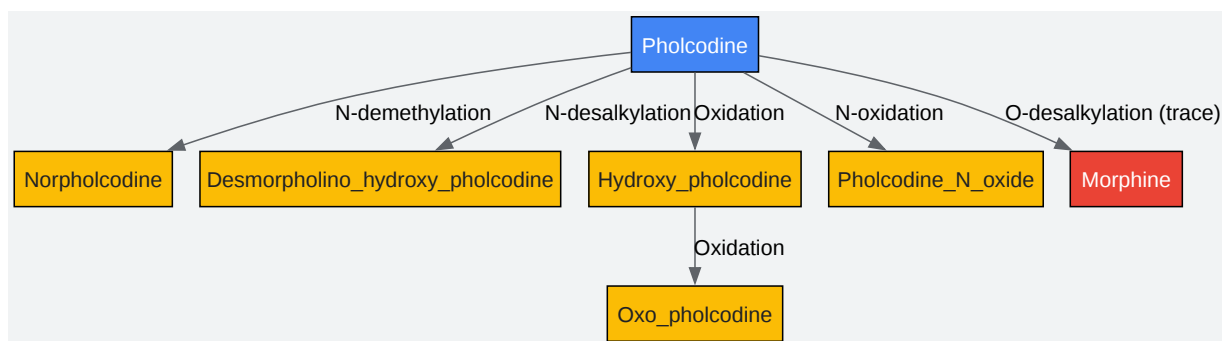 Pholcodine
N-demethylation
N-desalkylation
Oxidation
N-oxidation
O-desalkylation (trace)
Norpholcodine
Desmorpholino_hydroxy_pholcodine
Hydroxy_pholcodine
Pholcodine_N_oxide
Morphine
Oxidation
Oxo_pholcodine